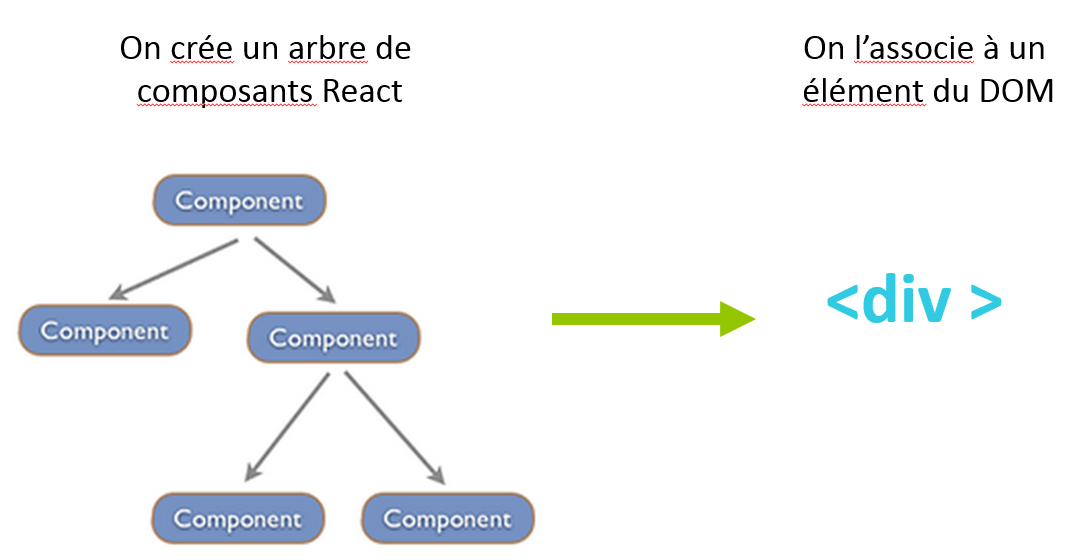 On crée un arbre de
composants React
On l’associe à un
élément du DOM
Component
Component
Component
<div >
Component
Component